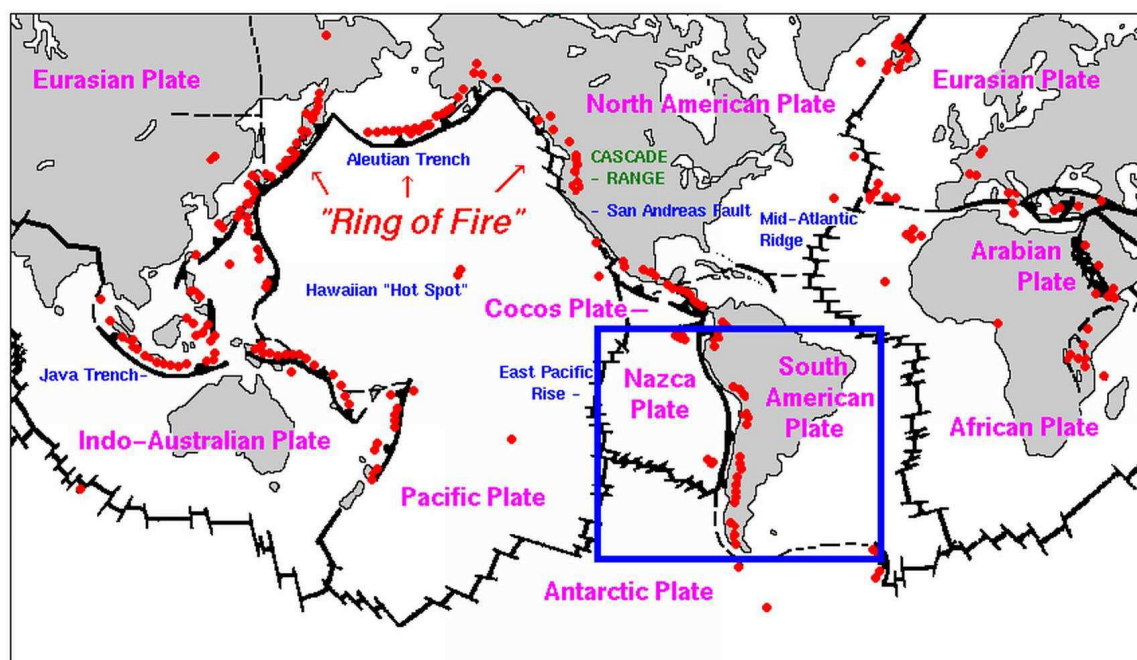 Eurasian Plate
North American Plate
Eurasian Plate
Aleutian Trench
CASCADE
- RANGE
"Ring of Fire"
- San Andreas Fault
Mid-Atlantic
Ridge
Arabian
Plate
Hawaiian "Hot Spot"
Cocos Plate—
Java Trench-
East Pacific
Rise -
Nazca
Plate
South
American
Plate
Indo-Australian Plate
African Plate
Pacific Plate
Antarctic Plate